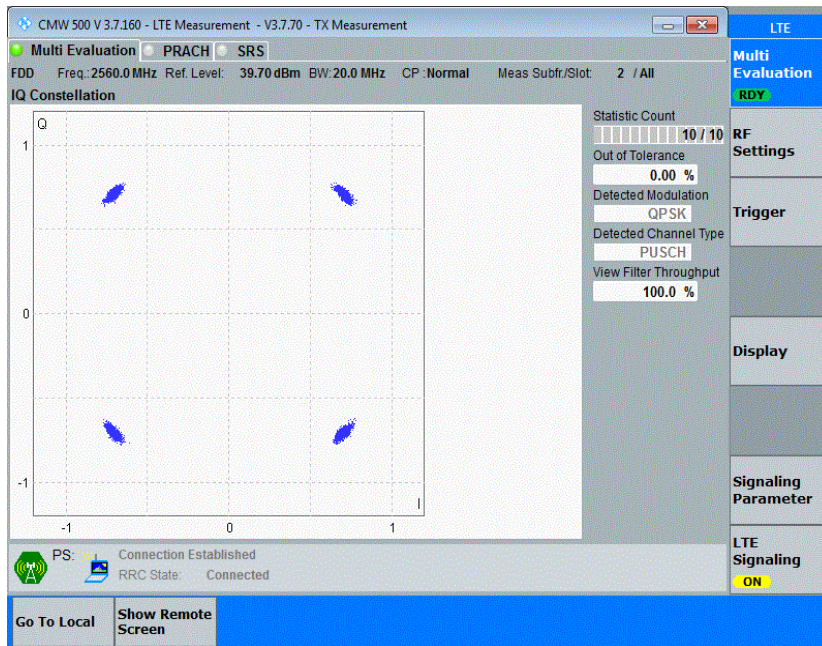 CMW 500 V 3.7.160 - LTE Measurement - V3.7.70 - TX Measurement
LTE
Multi Evaluation PRACH SRS
FDD Freq.: 2560.0 MHz Ref. Level: 39.70 dBm BW: 20.0 MHz CP : Normal Meas Subfr./Slot: 2 / All
IQ Constellation
Q
1
0
-1
I
-1 0 1
Statistic Count
10 / 10
Out of Tolerance
0.00 %
Detected Modulation
QPSK
Detected Channel Type
PUSCH
View Filter Throughput
100.0 %
Multi
Evaluation
RDY
RF
Settings
Trigger
Display
Signaling
Parameter
LTE
Signaling
ON
PS: Connection Established
RRC State: Connected
Go To Local
Show Remote
Screen